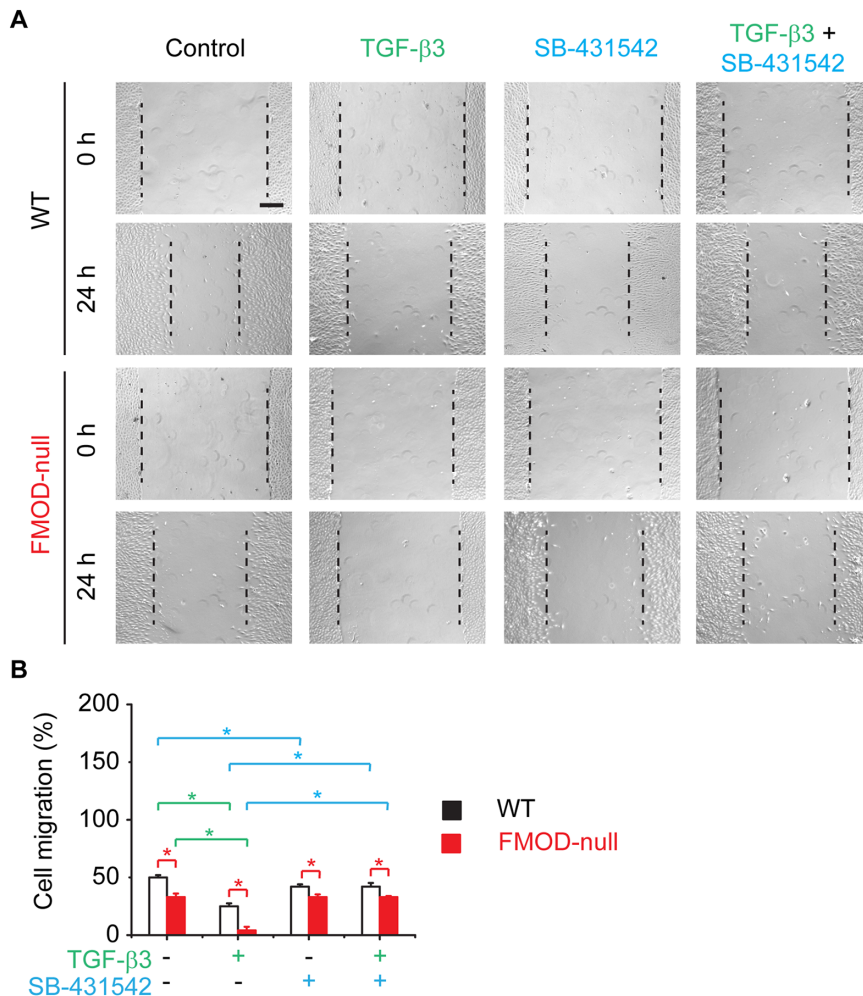 A
Control
TGF-β3
SB-431542
TGF-β3 +
SB-431542
WT
0 h
24 h
FMOD-null
0 h
24 h
B
Cell migration (%)
200
150
100
50
0
* * * * * * * * *
WT
FMOD-null
TGF-β3 - + - +
SB-431542 - - + +